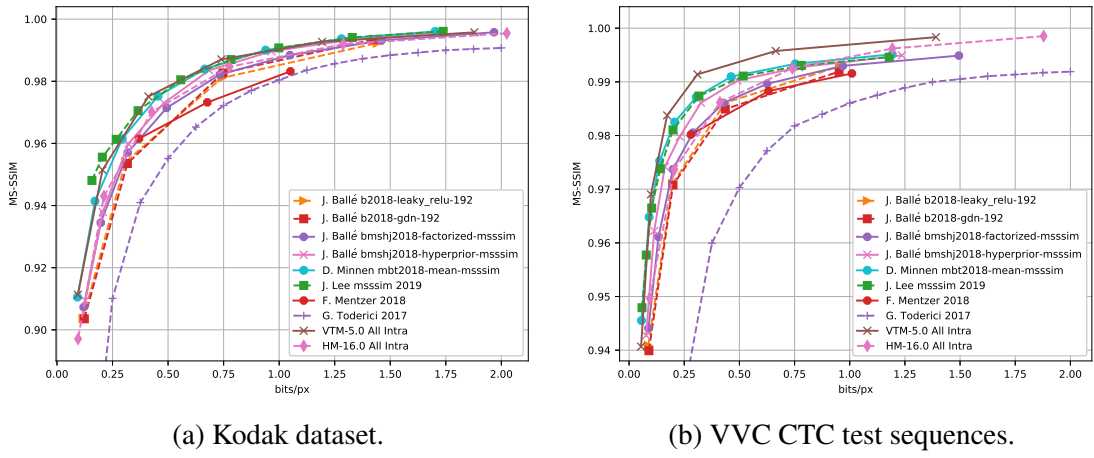 1.00
0.98
0.96
0.94
0.92
0.90
MS-SSIM
0.00 0.25 0.50 0.75 1.00 1.25 1.50 1.75 2.00
bits/px
J. Ballé b2018-leaky_relu-192
J. Ballé b2018-gdn-192
J. Ballé bmshj2018-factorized-msssim
J. Ballé bmshj2018-hyperprior-msssim
D. Minnen mbt2018-mean-msssim
J. Lee msssim 2019
F. Mentzer 2018
G. Toderici 2017
VTM-5.0 All Intra
HM-16.0 All Intra
(a) Kodak dataset.
1.00
0.99
0.98
0.97
0.96
0.95
0.94
MS-SSIM
0.00 0.25 0.50 0.75 1.00 1.25 1.50 1.75 2.00
bits/px
J. Ballé b2018-leaky_relu-192
J. Ballé b2018-gdn-192
J. Ballé bmshj2018-factorized-msssim
J. Ballé bmshj2018-hyperprior-msssim
D. Minnen mbt2018-mean-msssim
J. Lee msssim 2019
F. Mentzer 2018
G. Toderici 2017
VTM-5.0 All Intra
HM-16.0 All Intra
(b) VVC CTC test sequences.